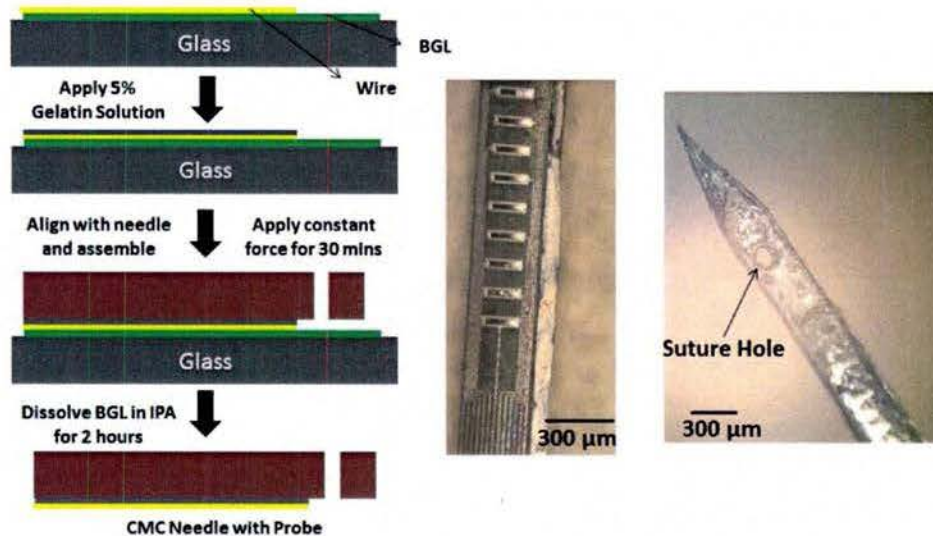 Glass
BGL
Wire
Apply 5%
Gelatin Solution
Glass
Align with needle
and assemble
Apply constant
force for 30 mins
Glass
Dissolve BGL in IPA
for 2 hours
CMC Needle with Probe
300 µm
Suture Hole
300 µm